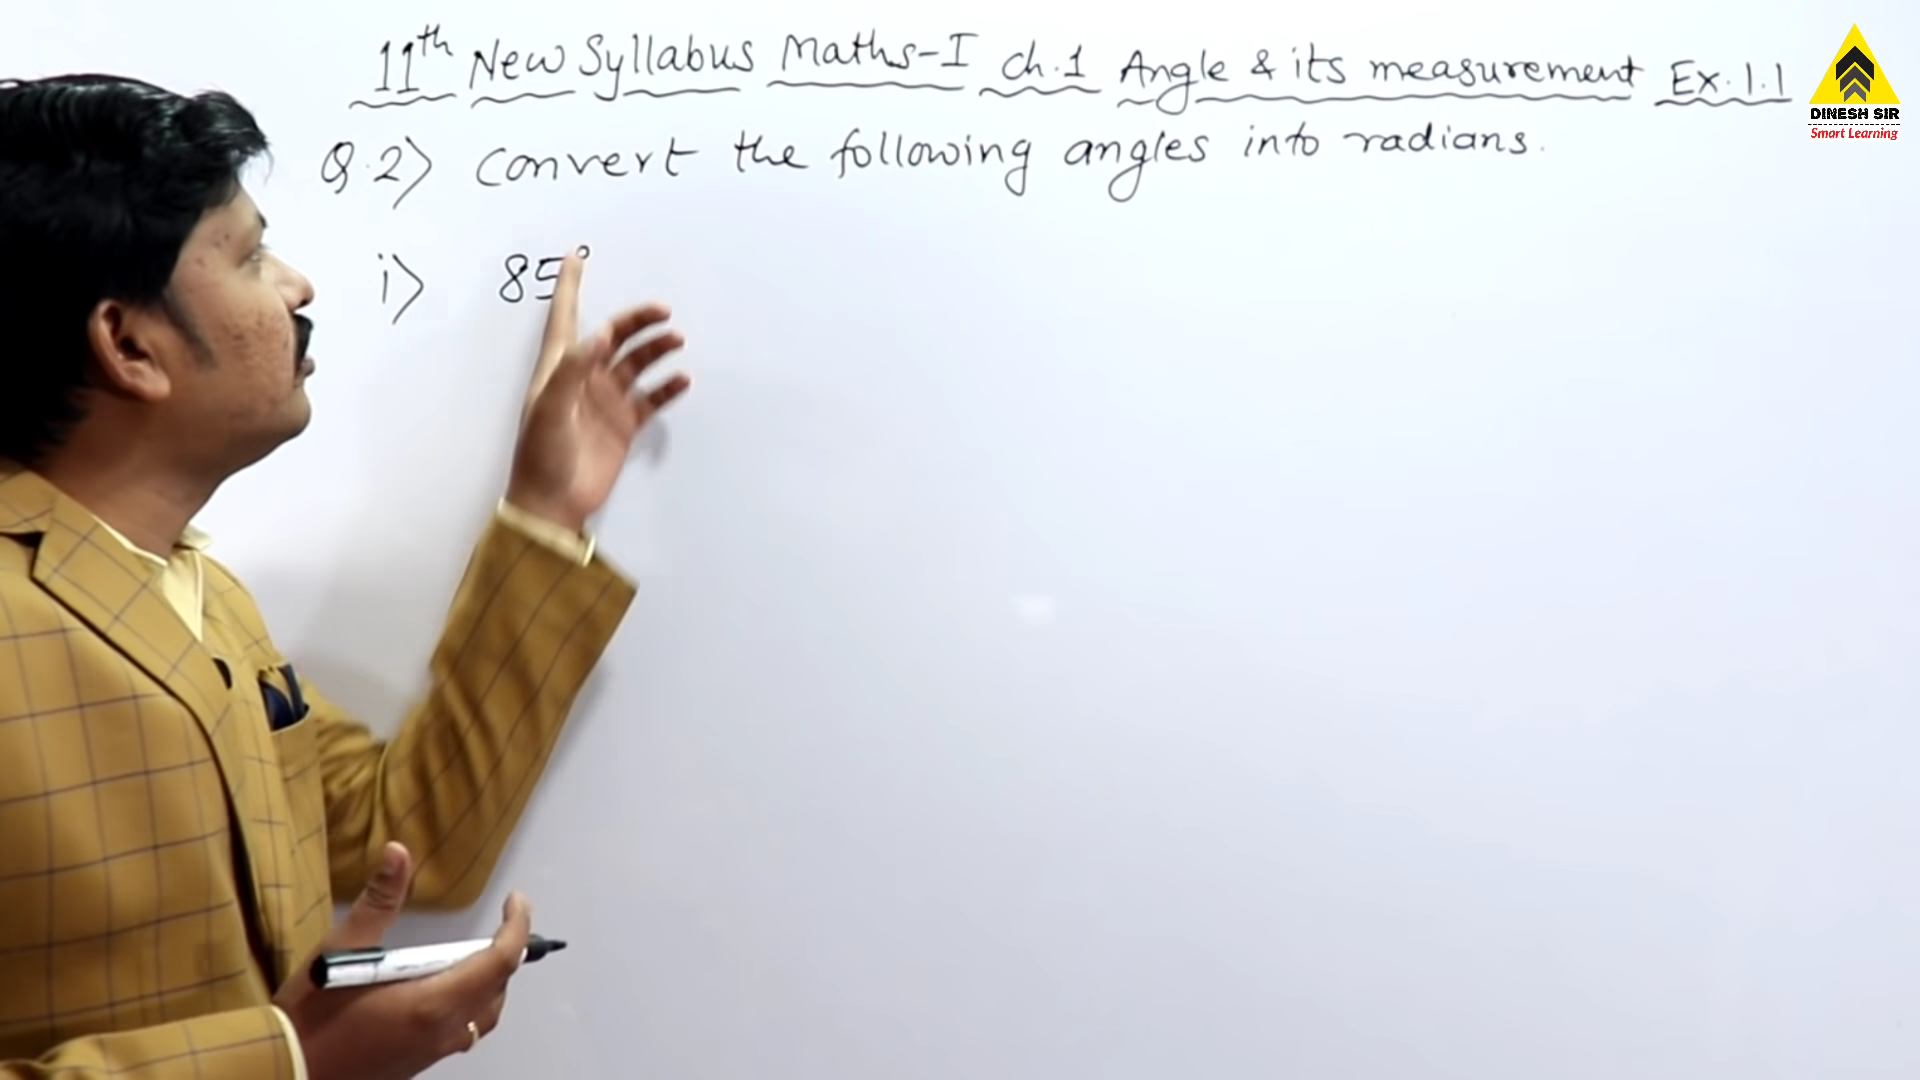 11th New Syllabus Maths-I ch.1 Angle & its measurement Ex.1.1
Q.2) Convert the following angles into radians.
i) 85°
DINESH SIR
Smart Learning